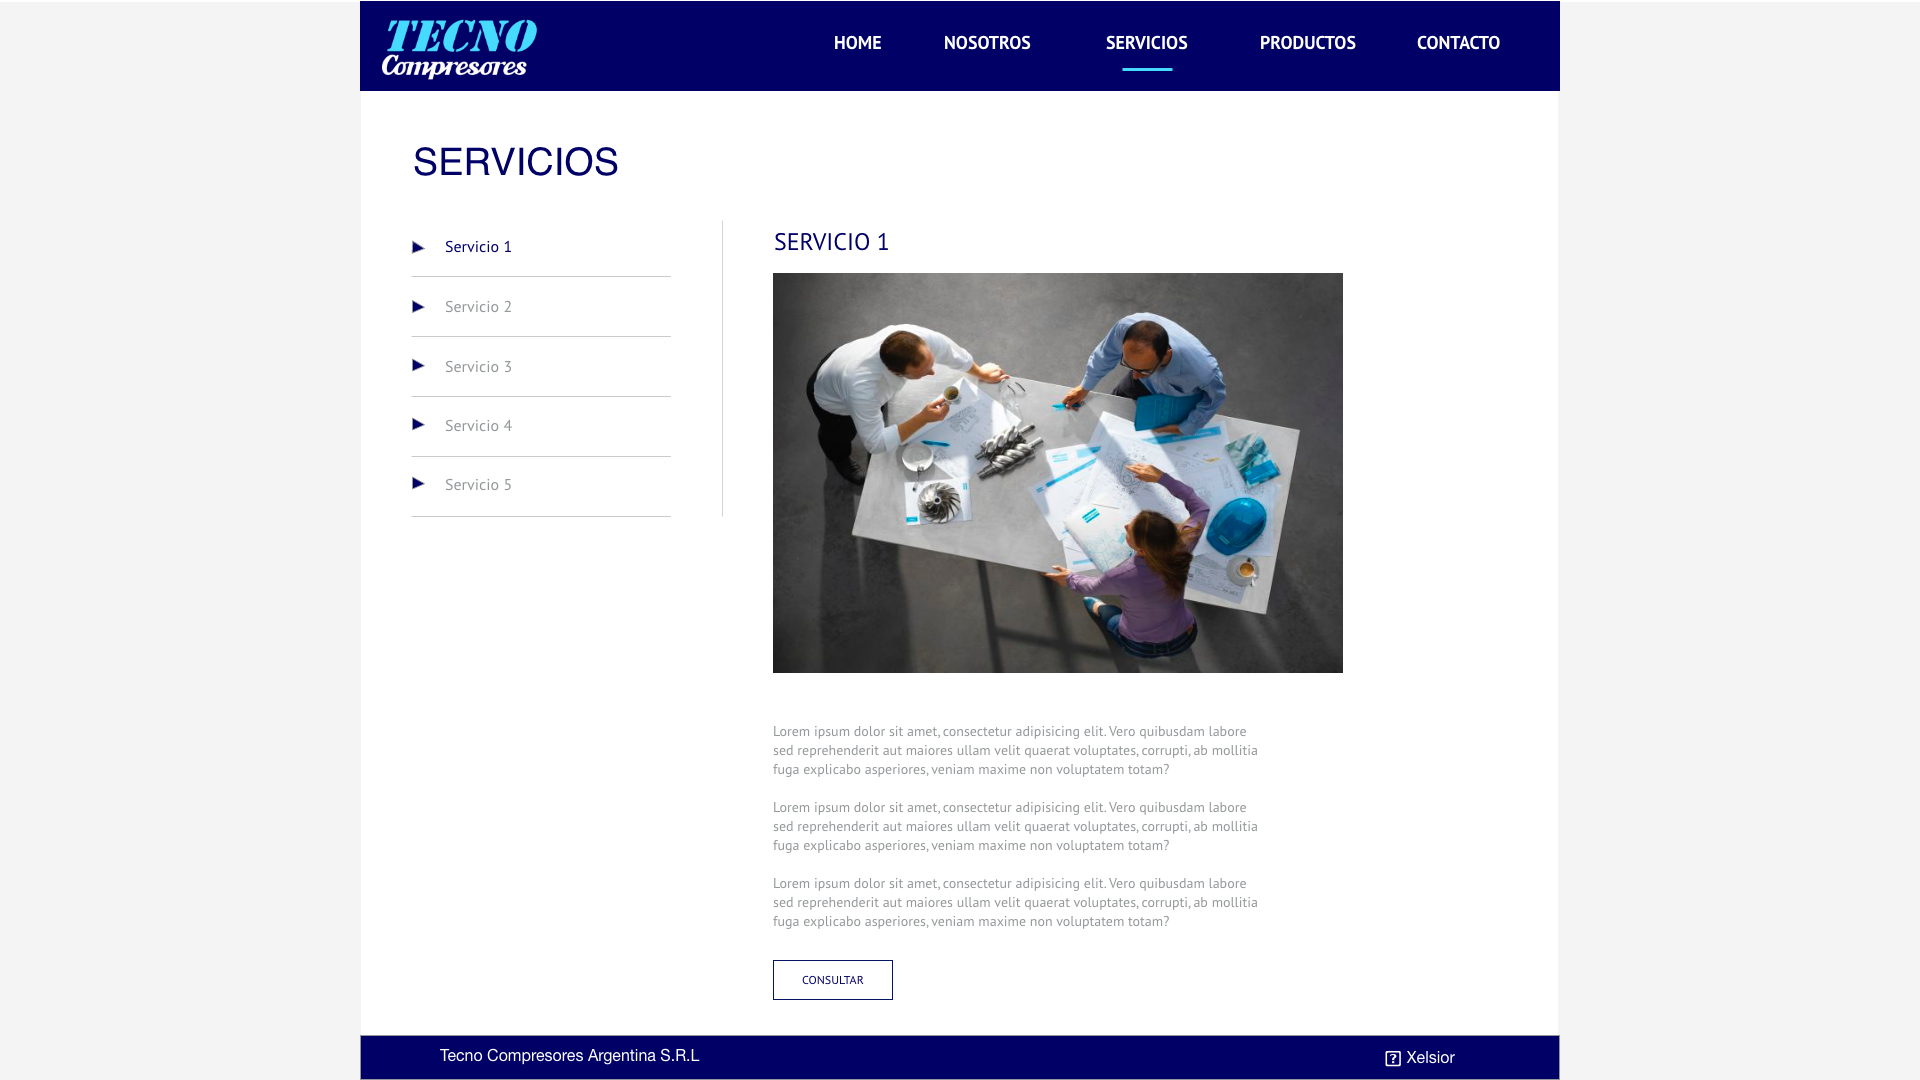 TECNO
Compresores
HOME
NOSOTROS
SERVICIOS
PRODUCTOS
CONTACTO
SERVICIOS
Servicio 1
Servicio 2
Servicio 3
Servicio 4
Servicio 5
SERVICIO 1
Lorem ipsum dolor sit amet, consectetur adipisicing elit. Vero quibusdam labore
sed reprehenderit aut maiores ullam velit quaerat voluptates, corrupti, ab mollitia
fuga explicabo asperiores, veniam maxime non voluptatem totam?
Lorem ipsum dolor sit amet, consectetur adipisicing elit. Vero quibusdam labore
sed reprehenderit aut maiores ullam velit quaerat voluptates, corrupti, ab mollitia
fuga explicabo asperiores, veniam maxime non voluptatem totam?
Lorem ipsum dolor sit amet, consectetur adipisicing elit. Vero quibusdam labore
sed reprehenderit aut maiores ullam velit quaerat voluptates, corrupti, ab mollitia
fuga explicabo asperiores, veniam maxime non voluptatem totam?
CONSULTAR
Tecno Compresores Argentina S.R.L
? Xelsior